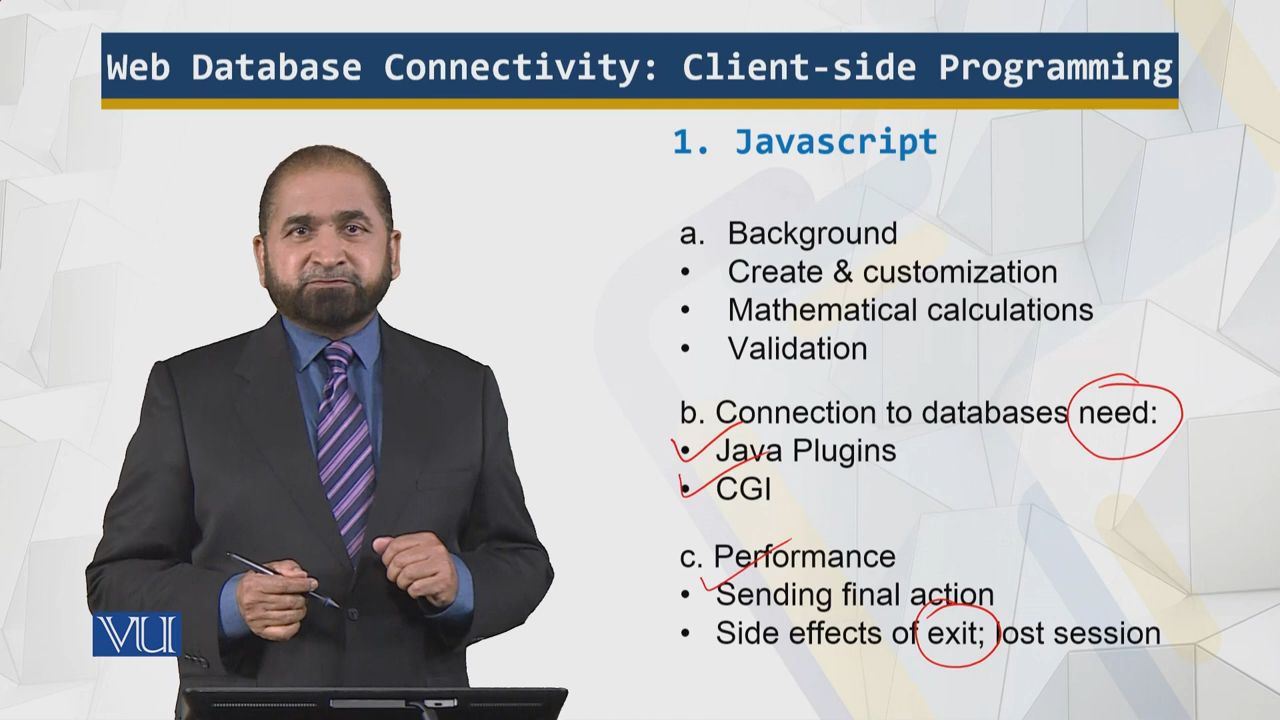 Web Database Connectivity: Client-side Programming
1. Javascript
a. Background
• Create & customization
• Mathematical calculations
• Validation
b. Connection to databases need:
• Java Plugins
• CGI
c. Performance
• Sending final action
• Side effects of exit; lost session
VU